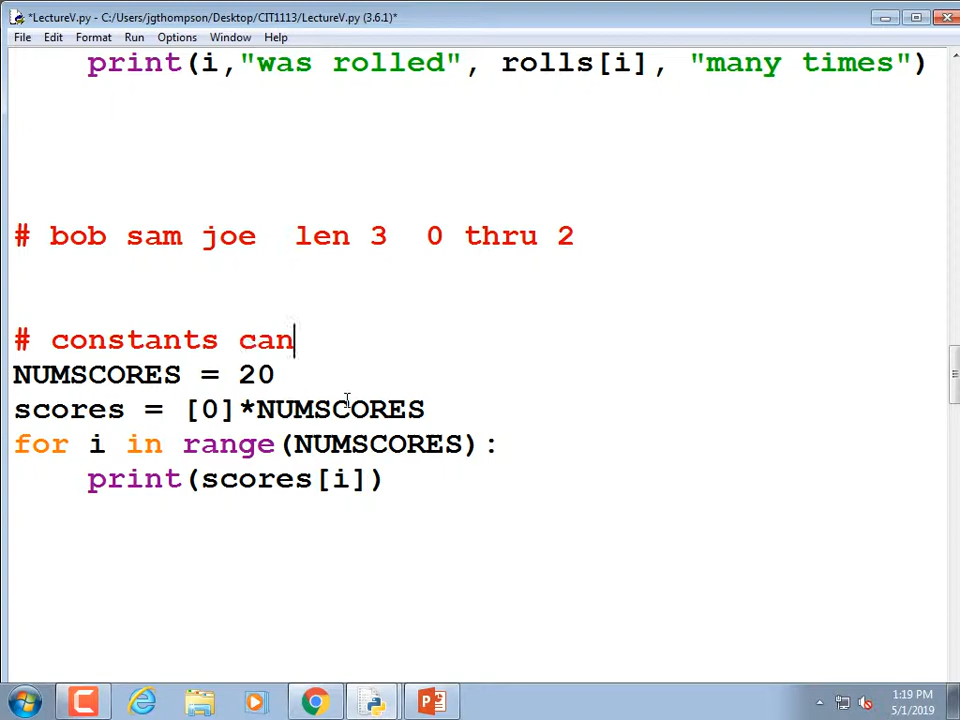 *LectureV.py - C:/Users/jgthompson/Desktop/CIT1113/LectureV.py (3.6.1)*
File Edit Format Run Options Window Help
print(i,"was rolled", rolls[i], "many times")
# bob sam joe  len 3  0 thru 2
# constants can
NUMSCORES = 20
scores = [0]*NUMSCORES
for i in range(NUMSCORES):
    print(scores[i])
1:19 PM
5/1/2019